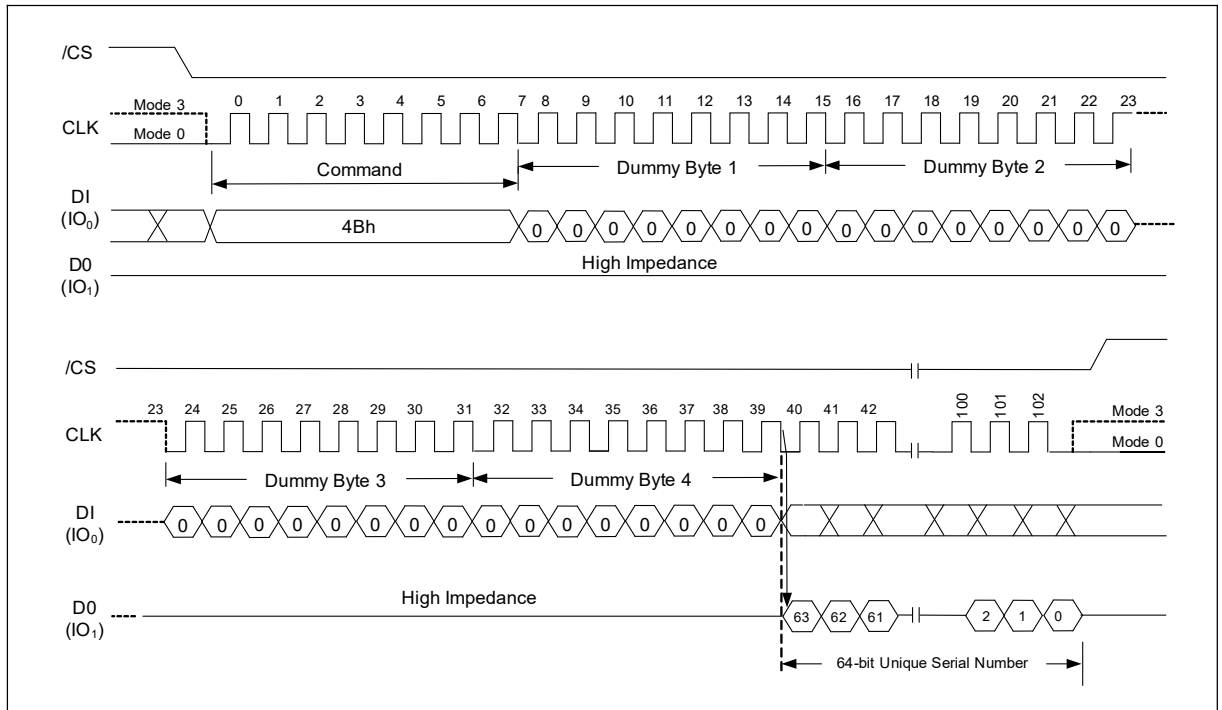 /CS
Mode 3
0 1 2 3 4 5 6 7 8 9 10 11 12 13 14 15 16 17 18 19 20 21 22 23
CLK
Mode 0
Command
Dummy Byte 1
Dummy Byte 2
DI
(IO₀)
4Bh
0 0 0 0 0 0 0 0 0 0 0 0 0 0 0 0
D0
(IO₁)
High Impedance
/CS
23 24 25 26 27 28 29 30 31 32 33 34 35 36 37 38 39 40 41 42 100 101 102
Mode 3
CLK
Mode 0
Dummy Byte 3
Dummy Byte 4
DI
(IO₀)
0 0 0 0 0 0 0 0 0 0 0 0 0 0 0 0
D0
(IO₁)
High Impedance
63 62 61 2 1 0
64-bit Unique Serial Number